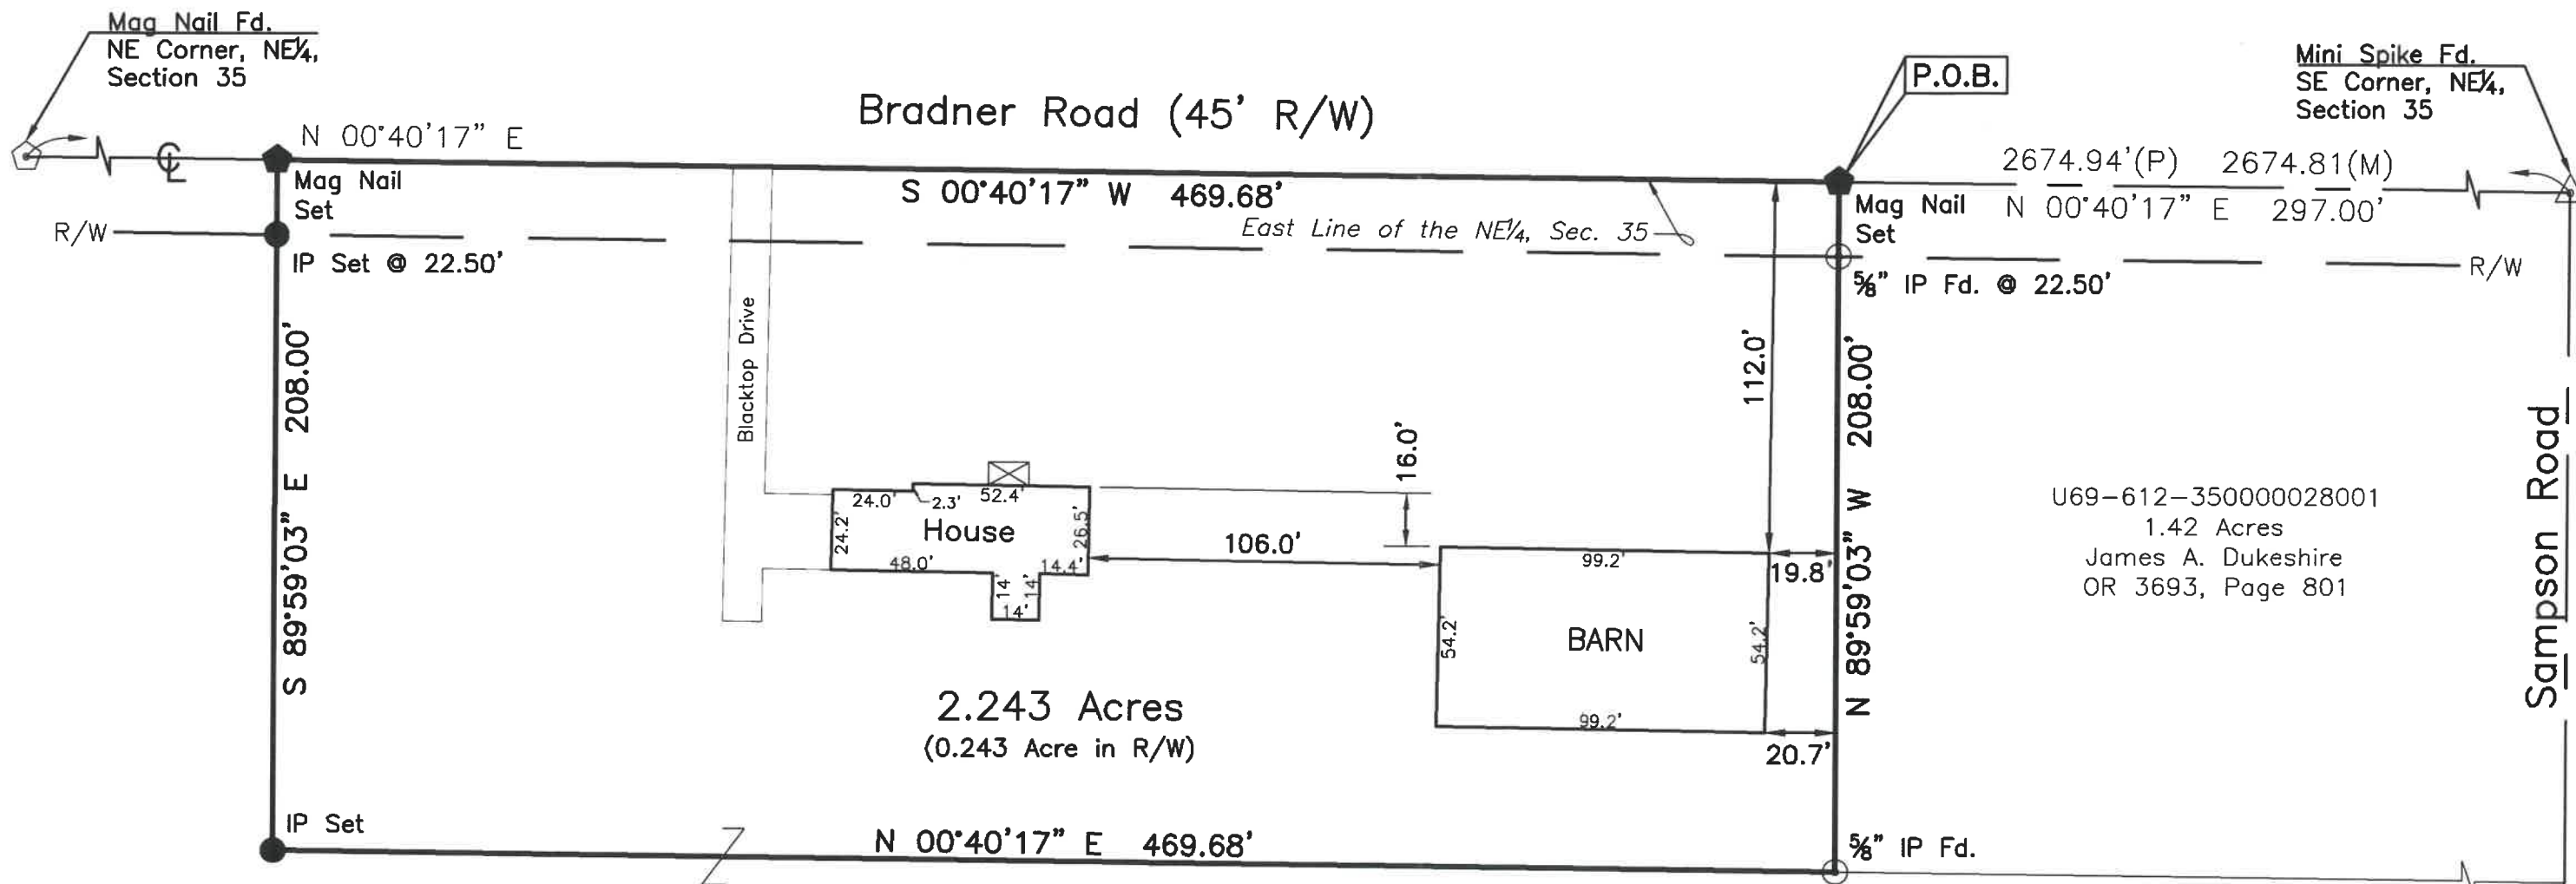 Mag Nail Fd.
NE Corner, NE¼,
Section 35
Bradner Road (45' R/W)
P.O.B.
Mini Spike Fd.
SE Corner, NE¼,
Section 35
N 00°40'17" E
℄
2674.94'(P) 2674.81(M)
Mag Nail
Set
S 00°40'17" W 469.68'
Mag Nail
Set
N 00°40'17" E 297.00'
R/W
East Line of the NE¼, Sec. 35
R/W
IP Set @ 22.50'
⅝" IP Fd. @ 22.50'
S 89°59'03" E 208.00'
Blacktop Drive
112.0'
N 89°59'03" W 208.00'
16.0'
24.0'
2.3'
52.4'
House
24.2'
26.5'
48.0'
14.4'
14'
14'
14'
106.0'
99.2'
19.8'
54.2'
BARN
54.2'
99.2'
20.7'
U69-612-350000028001
1.42 Acres
James A. Dukeshire
OR 3693, Page 801
Sampson Road
2.243 Acres
(0.243 Acre in R/W)
IP Set
N 00°40'17" E 469.68'
⅝" IP Fd.